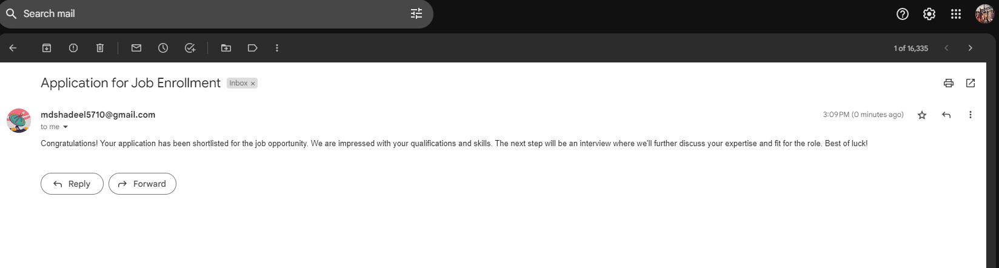 Search mail
1 of 16,335
Application for Job Enrollment Inbox ×
mdshadeel5710@gmail.com 3:09 PM (0 minutes ago)
to me
Congratulations! Your application has been shortlisted for the job opportunity. We are impressed with your qualifications and skills. The next step will be an interview where we'll further discuss your expertise and fit for the role. Best of luck!
Reply Forward